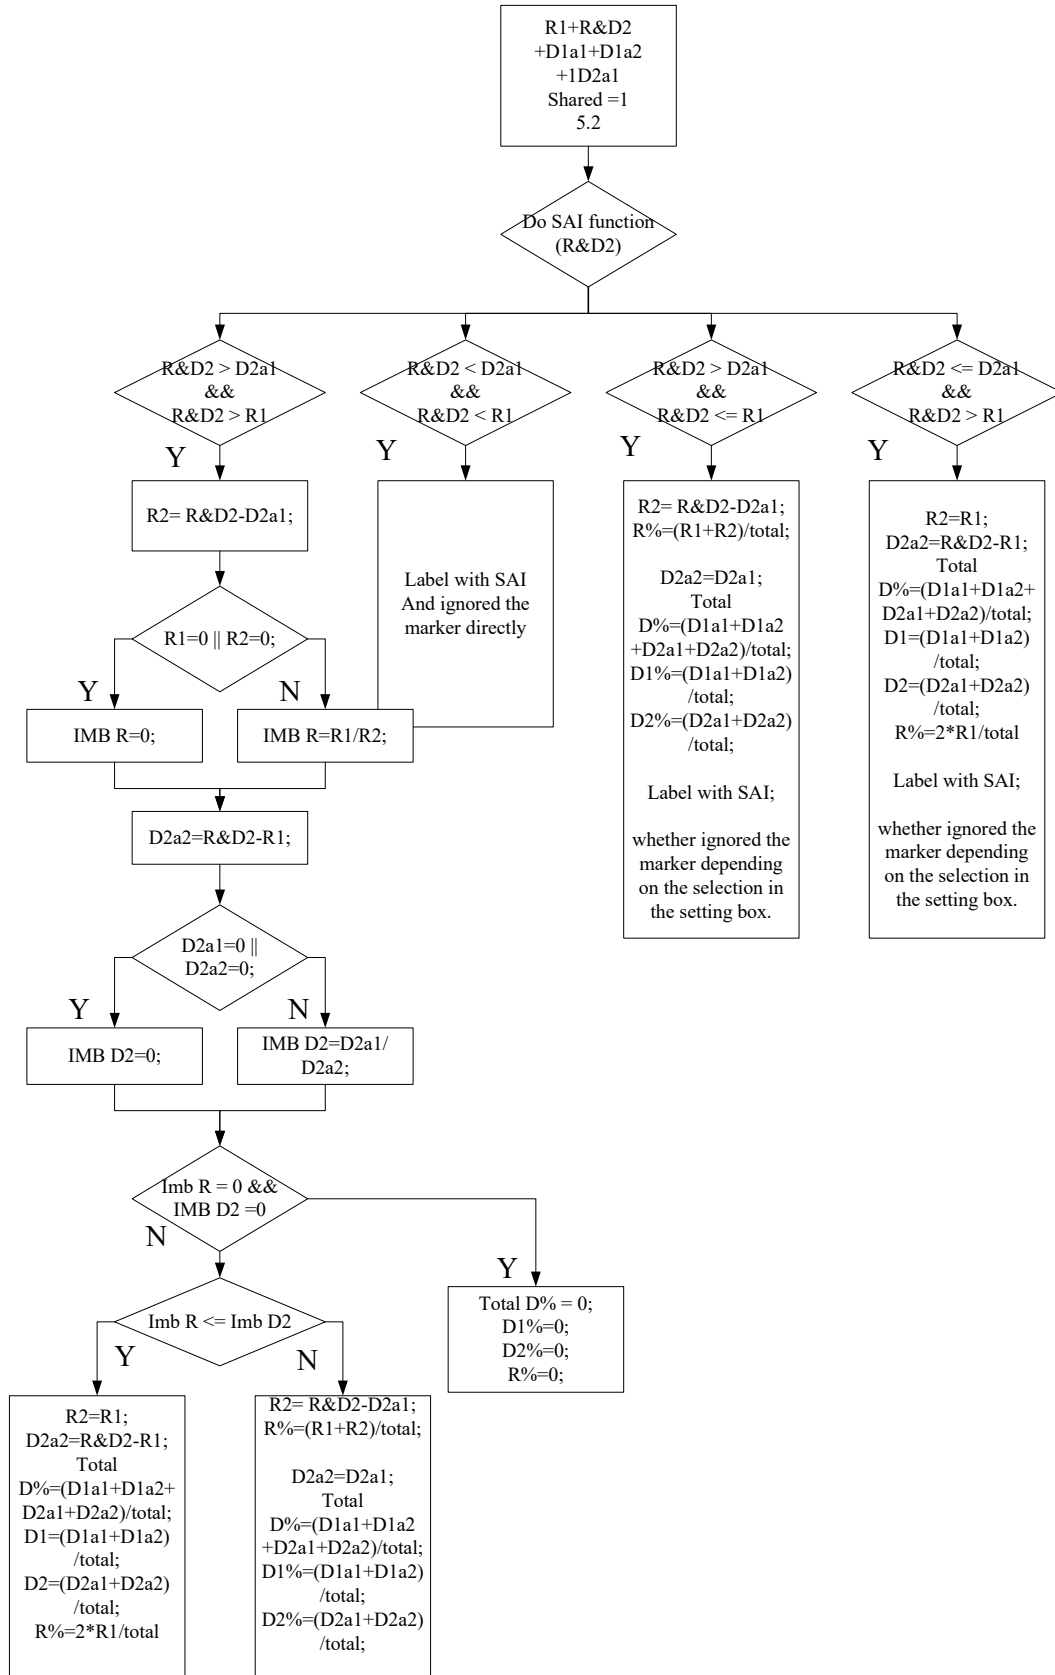 R1+R&D2
+D1a1+D1a2
+1D2a1
Shared =1
5.2
Do SAI function
(R&D2)
R&D2 > D2a1
&&
R&D2 > R1
R&D2 < D2a1
&&
R&D2 < R1
R&D2 > D2a1
&&
R&D2 <= R1
R&D2 <= D2a1
&&
R&D2 > R1
Y
Y
Y
Y
R2= R&D2-D2a1;
Label with SAI
And ignored the
marker directly
R2= R&D2-D2a1;
R%=(R1+R2)/total;
D2a2=D2a1;
Total
D%=(D1a1+D1a2
+D2a1+D2a2)/total;
D1%=(D1a1+D1a2)
/total;
D2%=(D2a1+D2a2)
/total;
Label with SAI;
whether ignored the
marker depending
on the selection in
the setting box.
R2=R1;
D2a2=R&D2-R1;
Total
D%=(D1a1+D1a2+
D2a1+D2a2)/total;
D1=(D1a1+D1a2)
/total;
D2=(D2a1+D2a2)
/total;
R%=2*R1/total
Label with SAI;
whether ignored the
marker depending
on the selection in
the setting box.
R1=0 || R2=0;
Y
N
IMB R=0;
IMB R=R1/R2;
D2a2=R&D2-R1;
D2a1=0 ||
D2a2=0;
Y
N
IMB D2=0;
IMB D2=D2a1/
D2a2;
Imb R = 0 &&
IMB D2 =0
N
Y
Imb R <= Imb D2
Total D% = 0;
D1%=0;
D2%=0;
R%=0;
Y
N
R2=R1;
D2a2=R&D2-R1;
Total
D%=(D1a1+D1a2+
D2a1+D2a2)/total;
D1=(D1a1+D1a2)
/total;
D2=(D2a1+D2a2)
/total;
R%=2*R1/total
R2= R&D2-D2a1;
R%=(R1+R2)/total;
D2a2=D2a1;
Total
D%=(D1a1+D1a2
+D2a1+D2a2)/total;
D1%=(D1a1+D1a2)
/total;
D2%=(D2a1+D2a2)
/total;